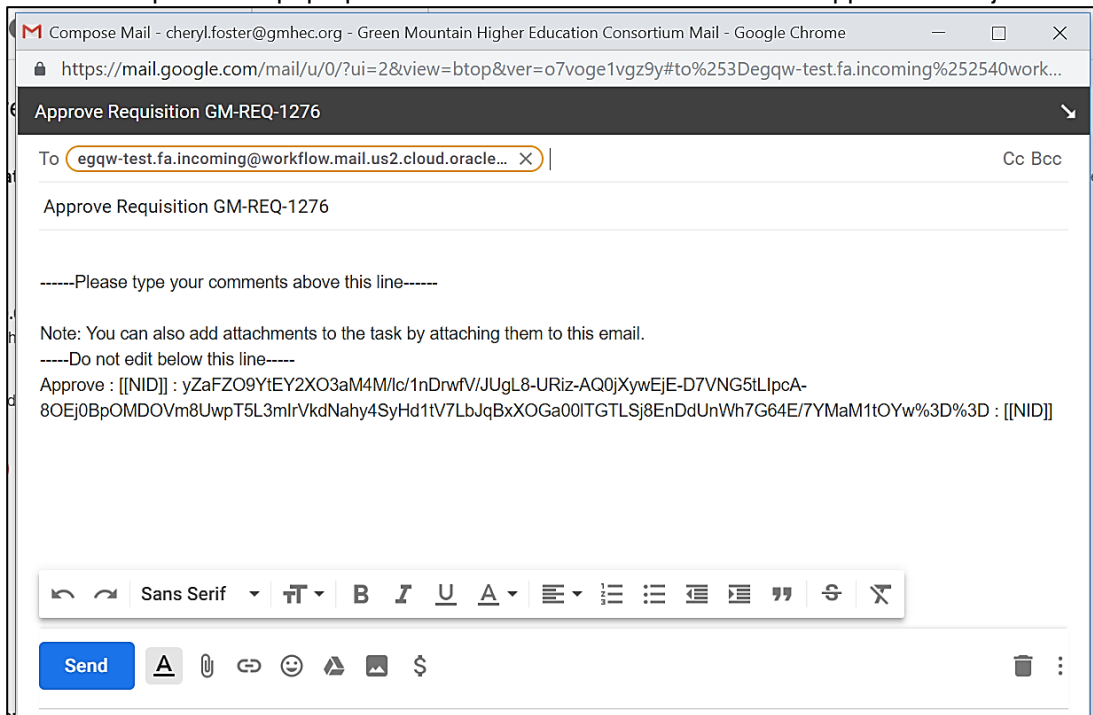 Compose Mail - cheryl.foster@gmhec.org - Green Mountain Higher Education Consortium Mail - Google Chrome
https://mail.google.com/mail/u/0/?ui=2&view=btop&ver=o7voge1vgz9y#to%253Degqw-test.fa.incoming%252540work...
Approve Requisition GM-REQ-1276
To egqw-test.fa.incoming@workflow.mail.us2.cloud.oracle... Cc Bcc
Approve Requisition GM-REQ-1276
------Please type your comments above this line------
Note: You can also add attachments to the task by attaching them to this email.
-----Do not edit below this line-----
Approve : [[NID]] : yZaFZO9YtEY2XO3aM4M/lc/1nDrwfV/JUgL8-URiz-AQ0jXywEjE-D7VNG5tLIpcA-
8OEj0BpOMDOVm8UwpT5L3mIrVkdNahy4SyHd1tV7LbJqBxXOGa00lTGTLSj8EnDdUnWh7G64E/7YMaM1tOYw%3D%3D : [[NID]]
Sans Serif
Send